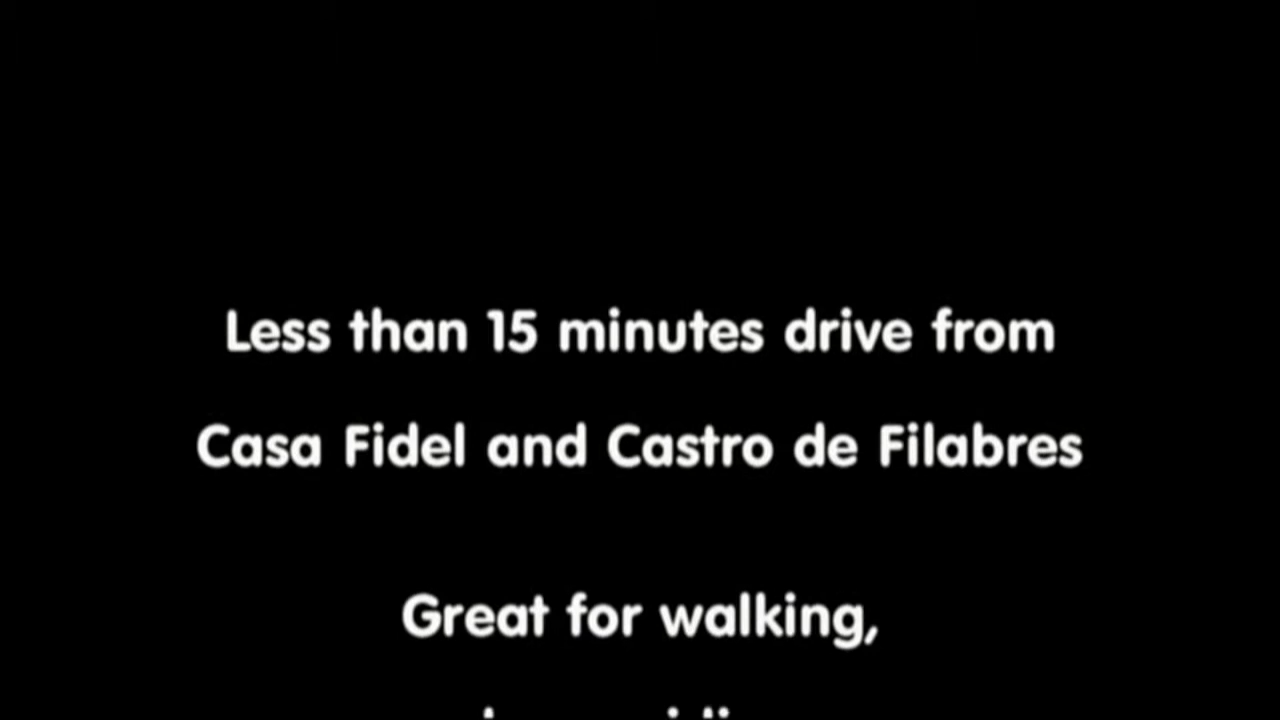 Less than 15 minutes drive from
Casa Fidel and Castro de Filabres
Great for walking,